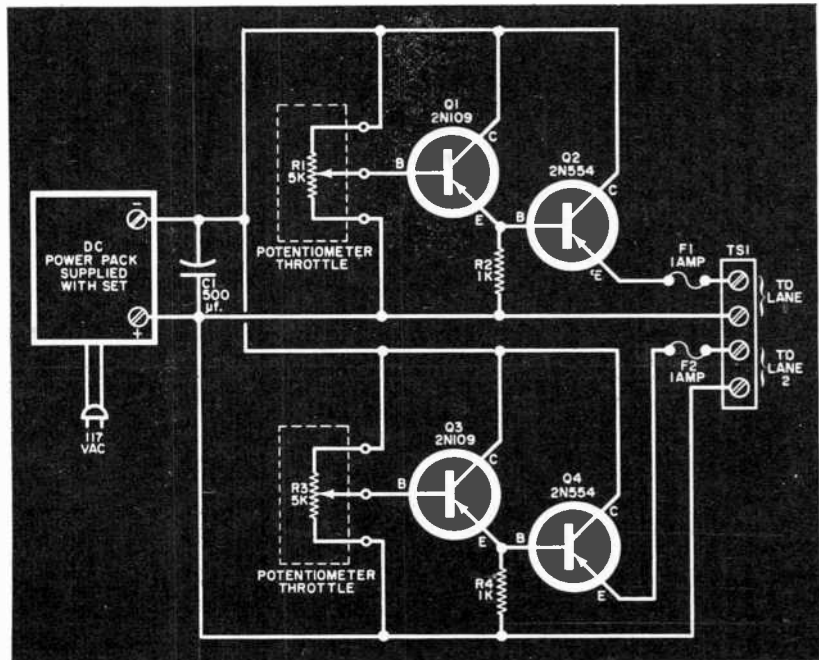 DC
POWER PACK
SUPPLIED
WITH SET
-
+
117
VAC
C1
500
µf.
R1
5K
POTENTIOMETER
THROTTLE
Q1
2N109
B
C
E
R2
1K
Q2
2N554
B
C
E
F1
1AMP
TS1
TO
LANE
1
TO
LANE
2
F2
1AMP
R3
5K
POTENTIOMETER
THROTTLE
Q3
2N109
B
C
E
R4
1K
Q4
2N554
B
C
E